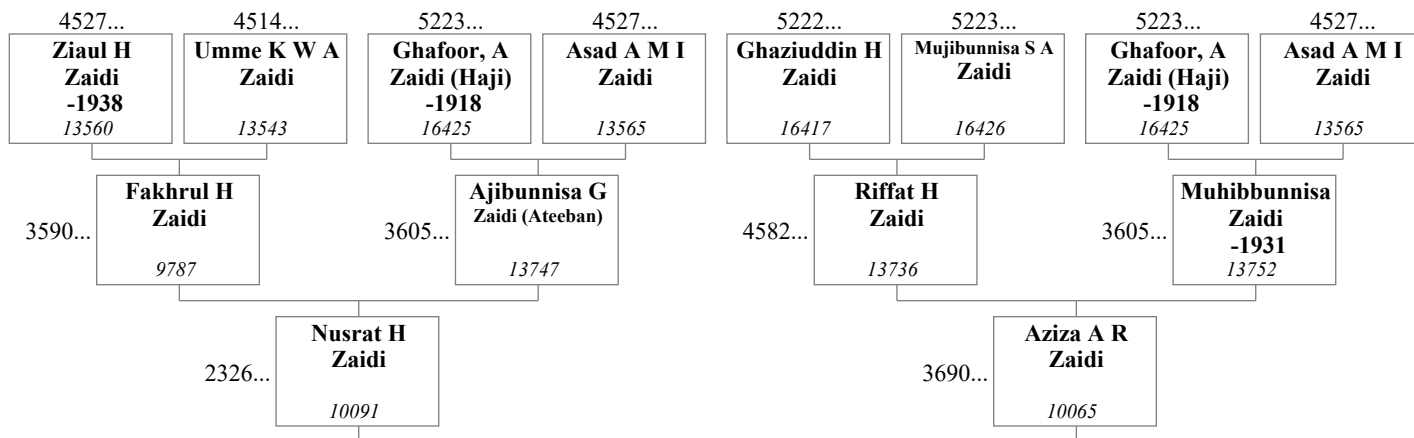 4527...
4514...
5223...
4527...
5222...
5223...
5223...
4527...
Ziaul H
Zaidi
-1938
13560
Umme K W A
Zaidi
13543
Ghafoor, A
Zaidi (Haji)
-1918
16425
Asad A M I
Zaidi
13565
Ghaziuddin H
Zaidi
16417
Mujibunnisa S A
Zaidi
16426
Ghafoor, A
Zaidi (Haji)
-1918
16425
Asad A M I
Zaidi
13565
3590...
Fakhrul H
Zaidi
9787
3605...
Ajibunnisa G
Zaidi (Ateeban)
13747
4582...
Riffat H
Zaidi
13736
3605...
Muhibbunnisa
Zaidi
-1931
13752
2326...
Nusrat H
Zaidi
10091
3690...
Aziza A R
Zaidi
10065